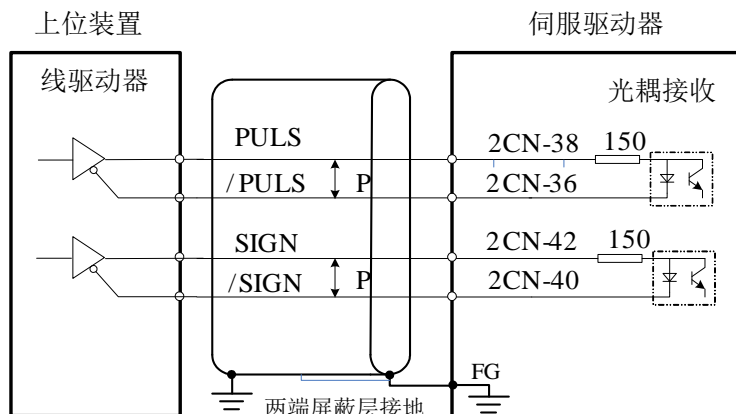 上位装置
伺服驱动器
线驱动器
光耦接收
PULS
2CN-38
150
/PULS
P
2CN-36
SIGN
2CN-42
150
/SIGN
P
2CN-40
FG
两端屏蔽层接地